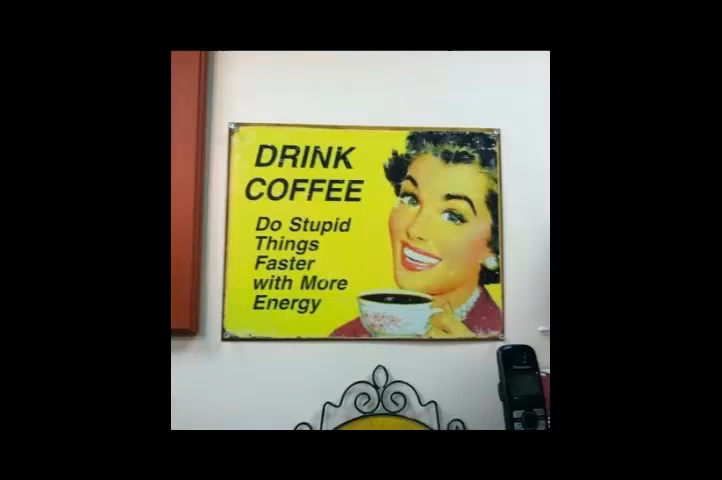 DRINK
COFFEE
Do Stupid
Things
Faster
with More
Energy